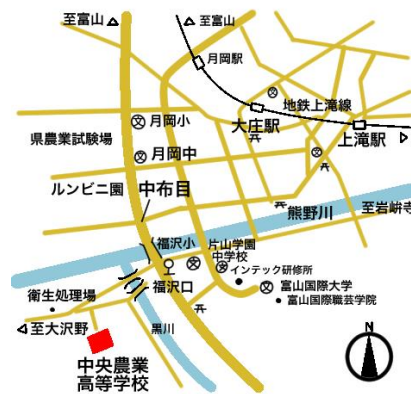 至富山
至富山
月岡駅
地鉄上滝線
月岡小
大庄駅
上滝駅
県農業試験場
月岡中
ルンビニ園
中布目
熊野川
至岩峅寺
福沢小
片山学園
中学校
インテック研修所
福沢口
富山国際大学
富山国際職芸学院
衛生処理場
至大沢野
黒川
中央農業
高等学校
N